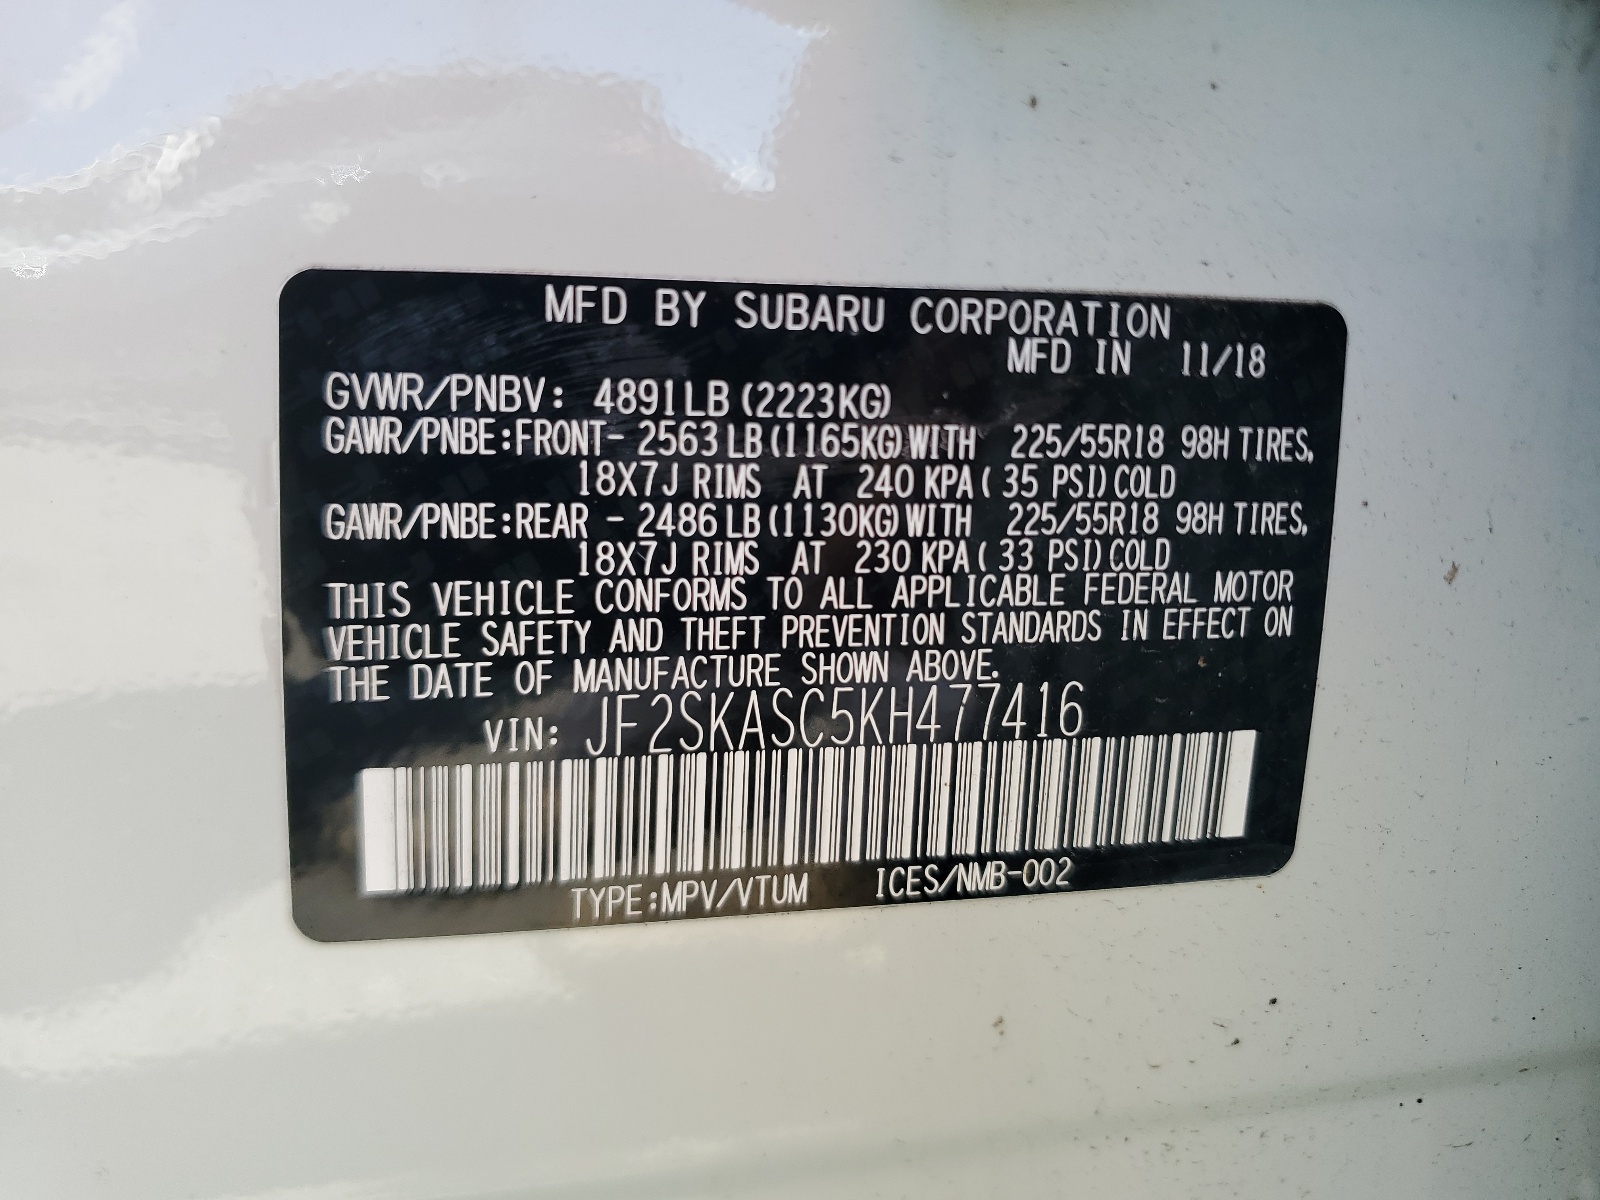 MFD BY SUBARU CORPORATION
MFD IN 11/18
GVWR/PNBV: 4891LB (2223KG)
GAWR/PNBE:FRONT- 2563 LB (1165KG) WITH 225/55R18 98H TIRES,
18X7J RIMS AT 240 KPA ( 35 PSI) COLD
GAWR/PNBE:REAR - 2486 LB (1130KG) WITH 225/55R18 98H TIRES,
18X7J RIMS AT 230 KPA ( 33 PSI) COLD
THIS VEHICLE CONFORMS TO ALL APPLICABLE FEDERAL MOTOR
VEHICLE SAFETY AND THEFT PREVENTION STANDARDS IN EFFECT ON
THE DATE OF MANUFACTURE SHOWN ABOVE.
VIN: JF2SKASC5KH477416
TYPE:MPV/VTUM ICES/NMB-002